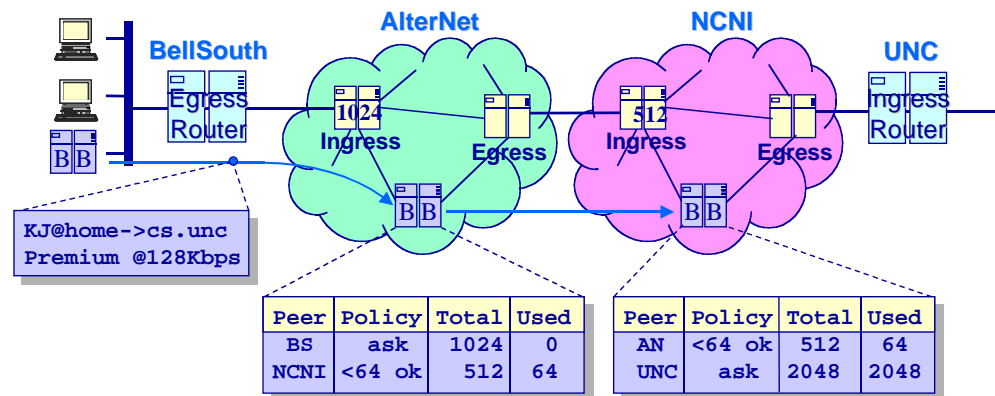 AlterNet
NCNI
BellSouth
UNC
Egress
Router
1024
Ingress
Egress
512
Ingress
Egress
Ingress
Router
BB
BB
BB
KJ@home->cs.unc
Premium @128Kbps
Peer Policy Total Used
BS ask 1024 0
NCNI <64 ok 512 64
Peer Policy Total Used
AN <64 ok 512 64
UNC ask 2048 2048